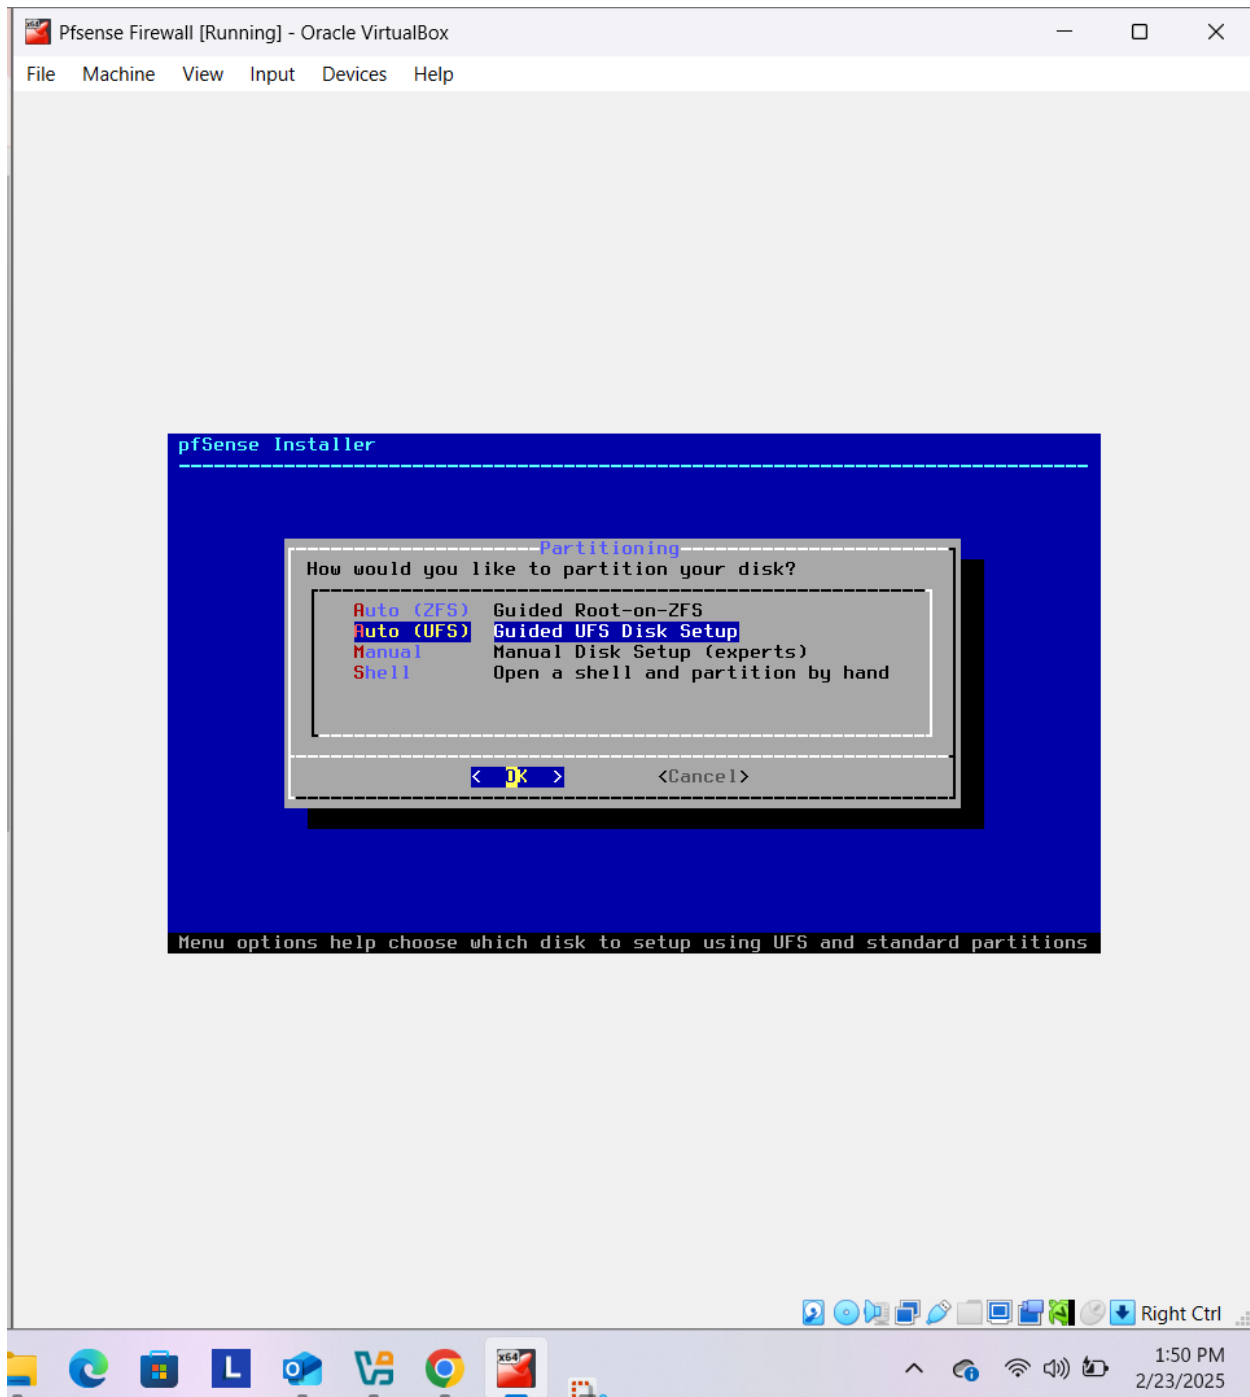 Pfsense Firewall [Running] - Oracle VirtualBox
File Machine View Input Devices Help
pfSense Installer
Partitioning
How would you like to partition your disk?
Auto (ZFS) Guided Root-on-ZFS
Auto (UFS) Guided UFS Disk Setup
Manual Manual Disk Setup (experts)
Shell Open a shell and partition by hand
< OK > <Cancel>
Menu options help choose which disk to setup using UFS and standard partitions
Right Ctrl
L
x64
1:50 PM
2/23/2025